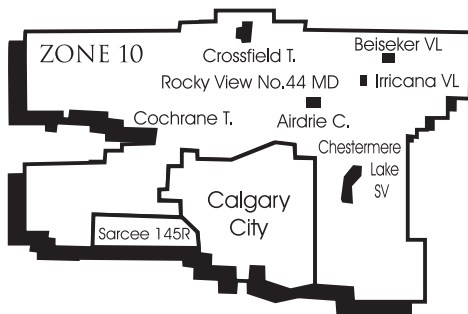 ZONE 10
Crossfield T.
Beiseker VL
Rocky View No.44 MD
Irricana VL
Cochrane T.
Airdrie C.
Chestermere
Lake
SV
Calgary
City
Sarcee 145R